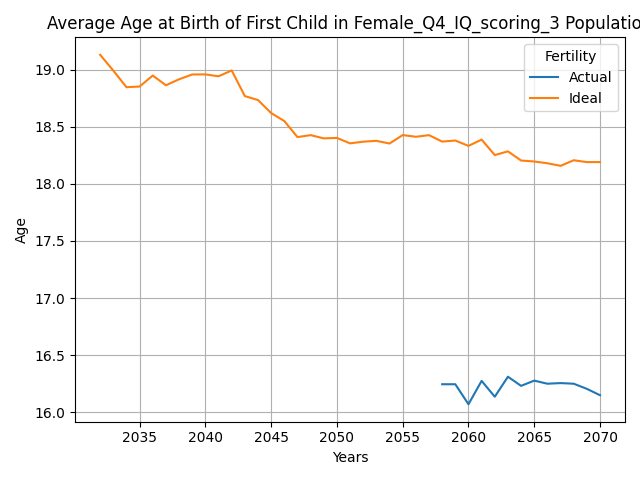 Average Age at Birth of First Child in Female_Q4_IQ_scoring_3 Populatio
Fertility
Actual
Ideal
19.0
18.5
18.0
17.5
17.0
16.5
16.0
Age
2035 2040 2045 2050 2055 2060 2065 2070
Years